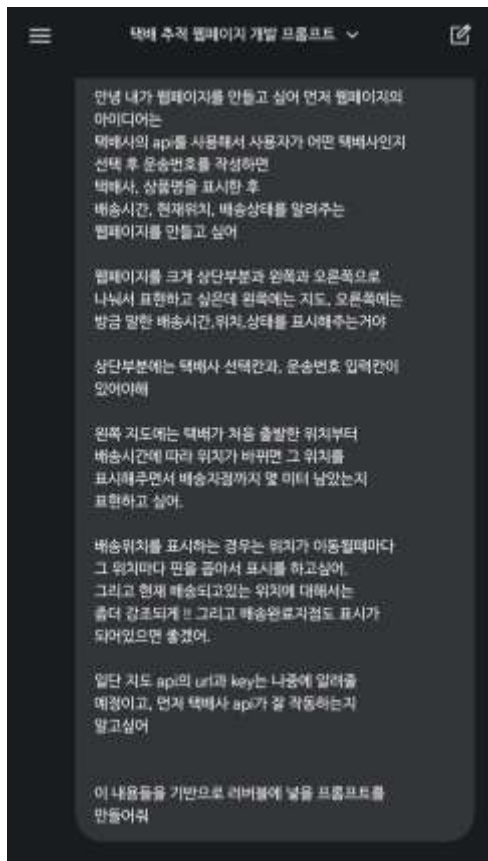 택배 추적 웹페이지 개발 프롬프트
안녕 내가 웹페이지를 만들고 싶어 먼저 웹페이지의
아이디어는
택배사의 api를 사용해서 사용자가 어떤 택배사인지
선택 후 운송번호를 작성하면
택배사, 상품명을 표시한 후
배송시간, 현재위치, 배송상태를 알려주는
웹페이지를 만들고 싶어
웹페이지를 크게 상단부분과 왼쪽과 오른쪽으로
나눠서 표현하고 싶은데 왼쪽에는 지도, 오른쪽에는
방금 말한 배송시간,위치,상태를 표시해주는거야
상단부분에는 택배사 선택칸과, 운송번호 입력칸이
있어야해
왼쪽 지도에는 택배가 처음 출발한 위치부터
배송시간에 따라 위치가 바뀌면 그 위치를
표시해주면서 배송지점까지 몇 미터 남았는지
표현하고 싶어.
배송위치를 표시하는 경우는 위치가 이동될때마다
그 위치마다 핀을 꼽아서 표시를 하고싶어.
그리고 현재 배송되고있는 위치에 대해서는
좀더 강조되게 !! 그리고 배송완료지점도 표시가
되어있으면 좋겠어.
일단 지도 api의 url과 key는 나중에 알려줄
예정이고, 먼저 택배사 api가 잘 작동하는지
알고싶어
이 내용들을 기반으로 러버블에 넣을 프롬프트를
만들어줘